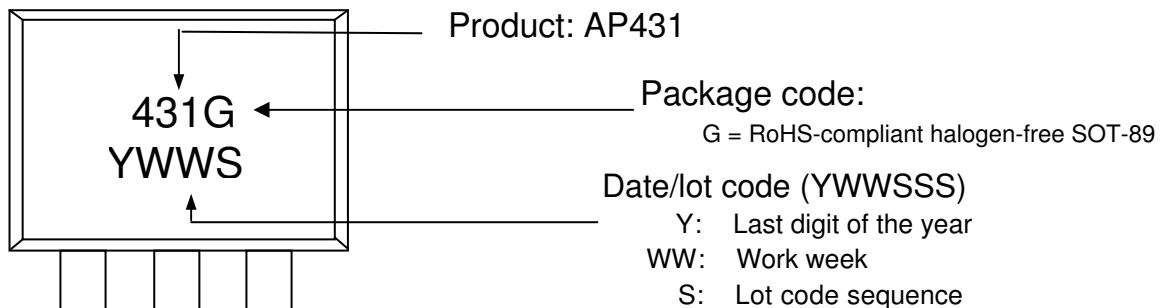 Product: AP431
431G
Package code:
G = RoHS-compliant halogen-free SOT-89
YWWS
Date/lot code (YWWSSS)
Y: Last digit of the year
WW: Work week
S: Lot code sequence